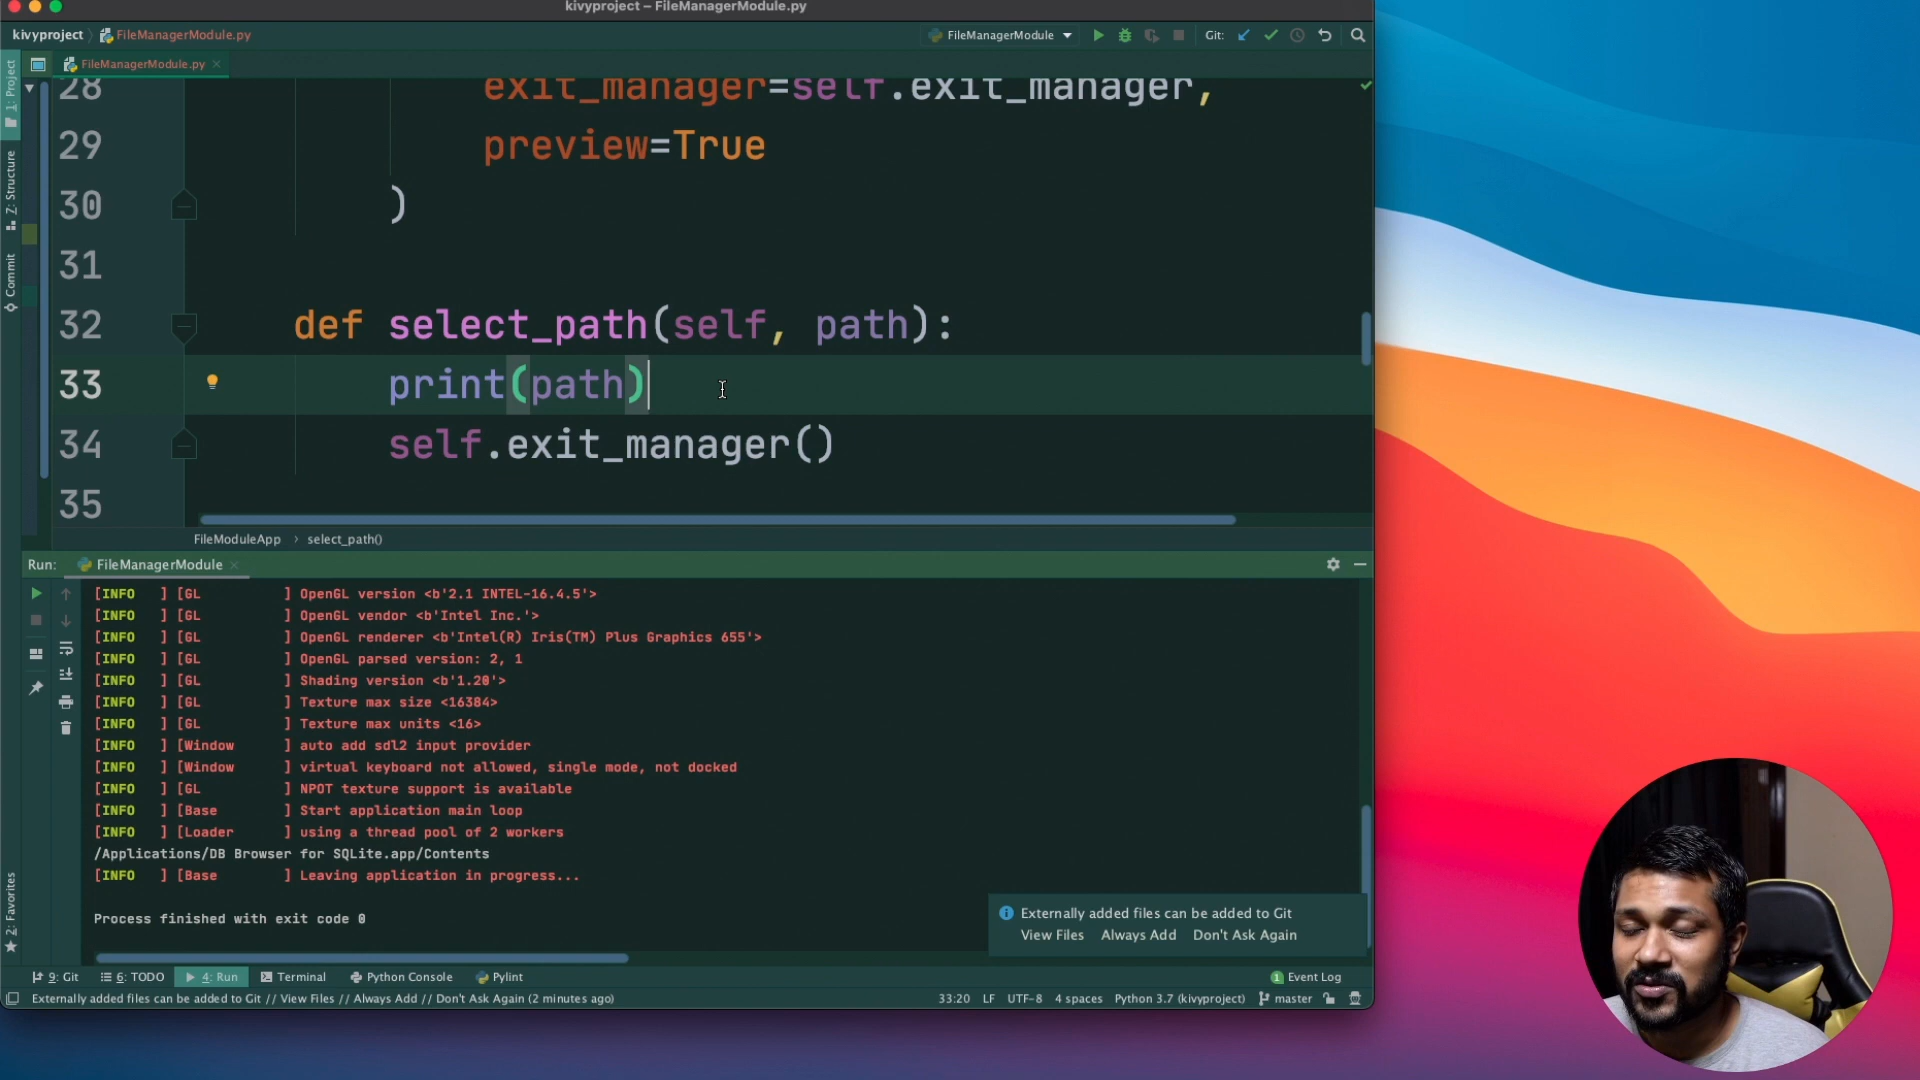 kivyproject – FileManagerModule.py
kivyproject FileManagerModule.py FileManagerModule Git:
FileManagerModule.py
1: Project
Z: Structure
Commit
2: Favorites
28 exit_manager=self.exit_manager,
29 preview=True
30 )
31
32 def select_path(self, path):
33 print(path)
34 self.exit_manager()
35
FileModuleApp › select_path()
Run: FileManagerModule
[INFO ] [GL ] OpenGL version <b'2.1 INTEL-16.4.5'>
[INFO ] [GL ] OpenGL vendor <b'Intel Inc.'>
[INFO ] [GL ] OpenGL renderer <b'Intel(R) Iris(TM) Plus Graphics 655'>
[INFO ] [GL ] OpenGL parsed version: 2, 1
[INFO ] [GL ] Shading version <b'1.20'>
[INFO ] [GL ] Texture max size <16384>
[INFO ] [GL ] Texture max units <16>
[INFO ] [Window ] auto add sdl2 input provider
[INFO ] [Window ] virtual keyboard not allowed, single mode, not docked
[INFO ] [GL ] NPOT texture support is available
[INFO ] [Base ] Start application main loop
[INFO ] [Loader ] using a thread pool of 2 workers
/Applications/DB Browser for SQLite.app/Contents
[INFO ] [Base ] Leaving application in progress...
Process finished with exit code 0
Externally added files can be added to Git
View Files Always Add Don't Ask Again
9: Git 6: TODO 4: Run Terminal Python Console Pylint 1 Event Log
Externally added files can be added to Git // View Files // Always Add // Don't Ask Again (2 minutes ago) 33:20 LF UTF-8 4 spaces Python 3.7 (kivyproject) master